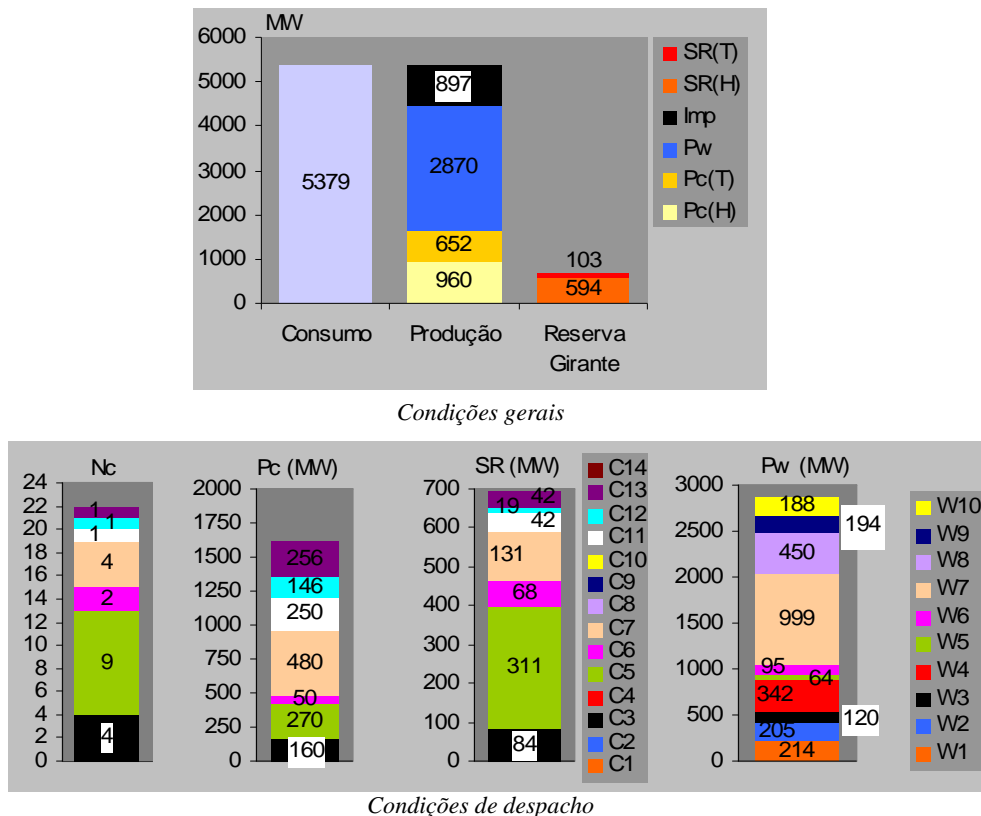 MW
6000
5000
4000
3000
2000
1000
0
5379
897
2870
652
960
103
594
Consumo
Produção
Reserva
Girante
SR(T)
SR(H)
Imp
Pw
Pc(T)
Pc(H)
Condições gerais
Nc
24
22
20
18
16
14
12
10
8
6
4
2
0
1
1
1
4
2
9
4
Pc (MW)
2000
1750
1500
1250
1000
750
500
250
0
256
146
250
480
50
270
160
SR (MW)
700
600
500
400
300
200
100
0
42
19
42
131
68
311
84
C14
C13
C12
C11
C10
C9
C8
C7
C6
C5
C4
C3
C2
C1
Pw (MW)
3000
2500
2000
1500
1000
500
0
188
194
450
999
95
64
342
120
205
214
W10
W9
W8
W7
W6
W5
W4
W3
W2
W1
Condições de despacho